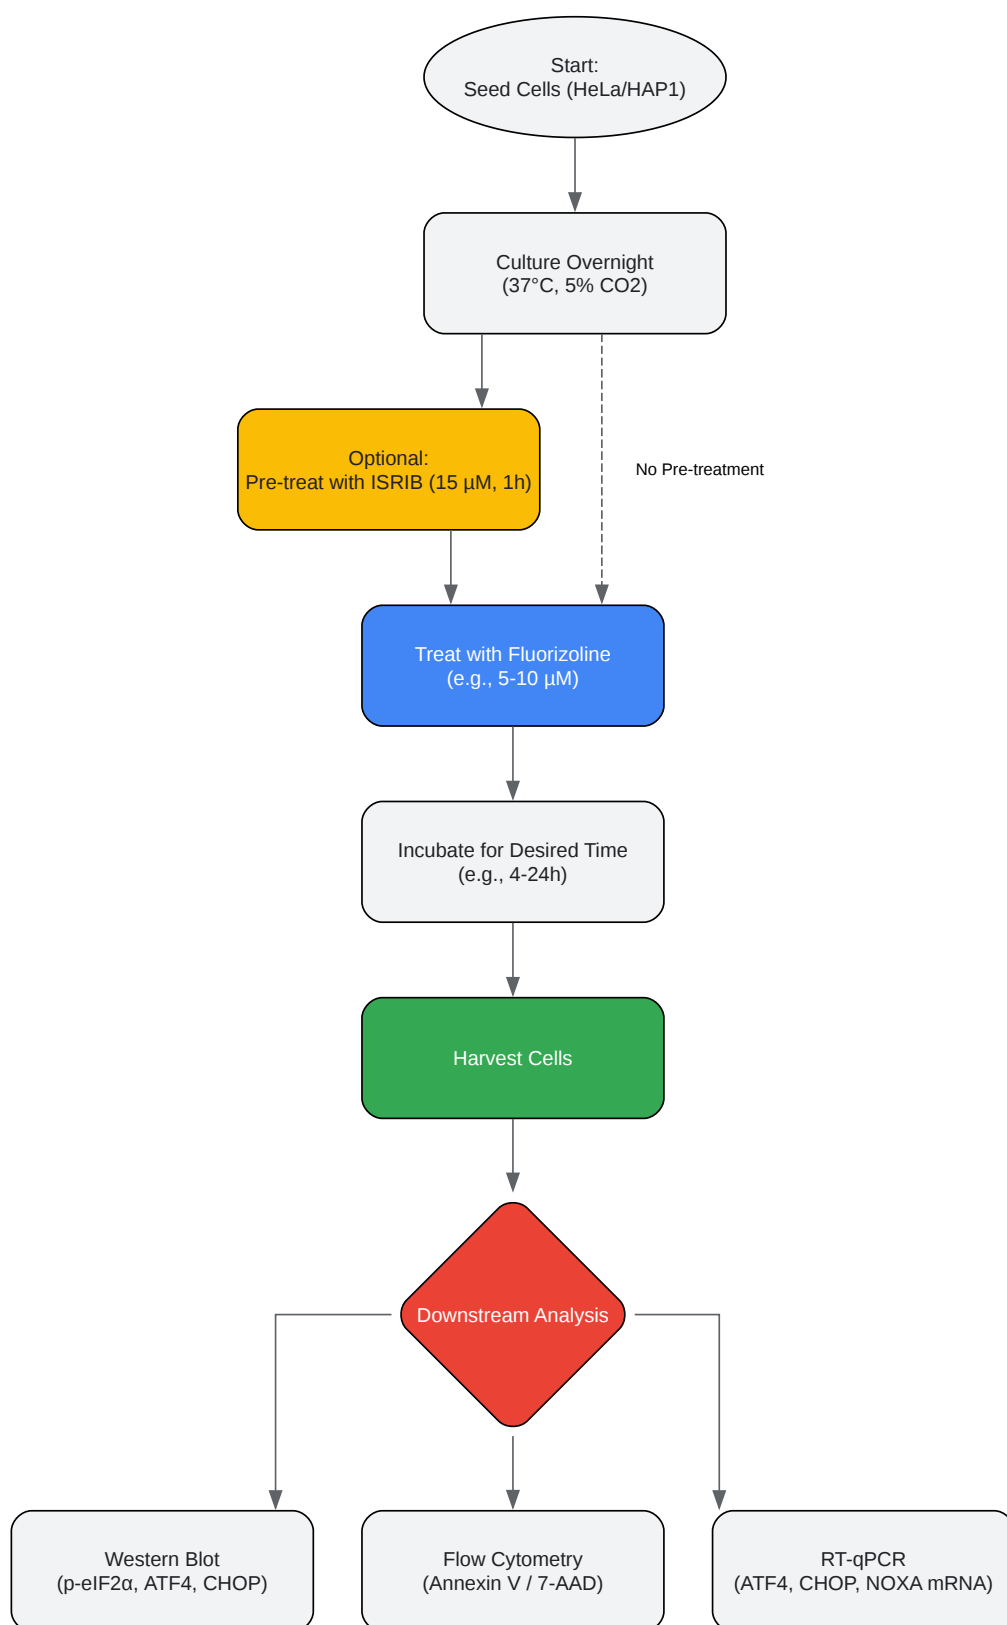 Start:
Seed Cells (HeLa/HAP1)
Culture Overnight
(37°C, 5% CO2)
Optional:
Pre-treat with ISRIB (15 µM, 1h)
No Pre-treatment
Treat with Fluorizoline
(e.g., 5-10 µM)
Incubate for Desired Time
(e.g., 4-24h)
Harvest Cells
Downstream Analysis
Western Blot
(p-eIF2α, ATF4, CHOP)
Flow Cytometry
(Annexin V / 7-AAD)
RT-qPCR
(ATF4, CHOP, NOXA mRNA)